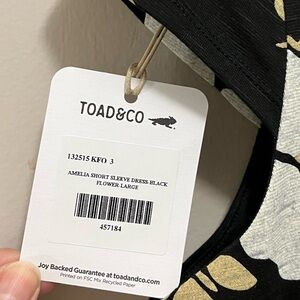 TOAD&CO
132515 KFO 3
AMELIA SHORT SLEEVE DRESS-BLACK
FLOWER LARGE
457184
Joy Backed Guarantee at toadandco.com
Printed on FSC Mix Recycled Paper